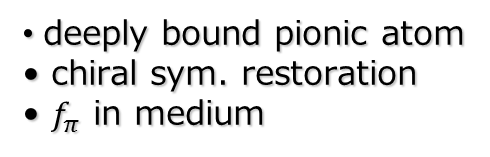 • deeply bound pionic atom
• chiral sym. restoration
• fπ in medium